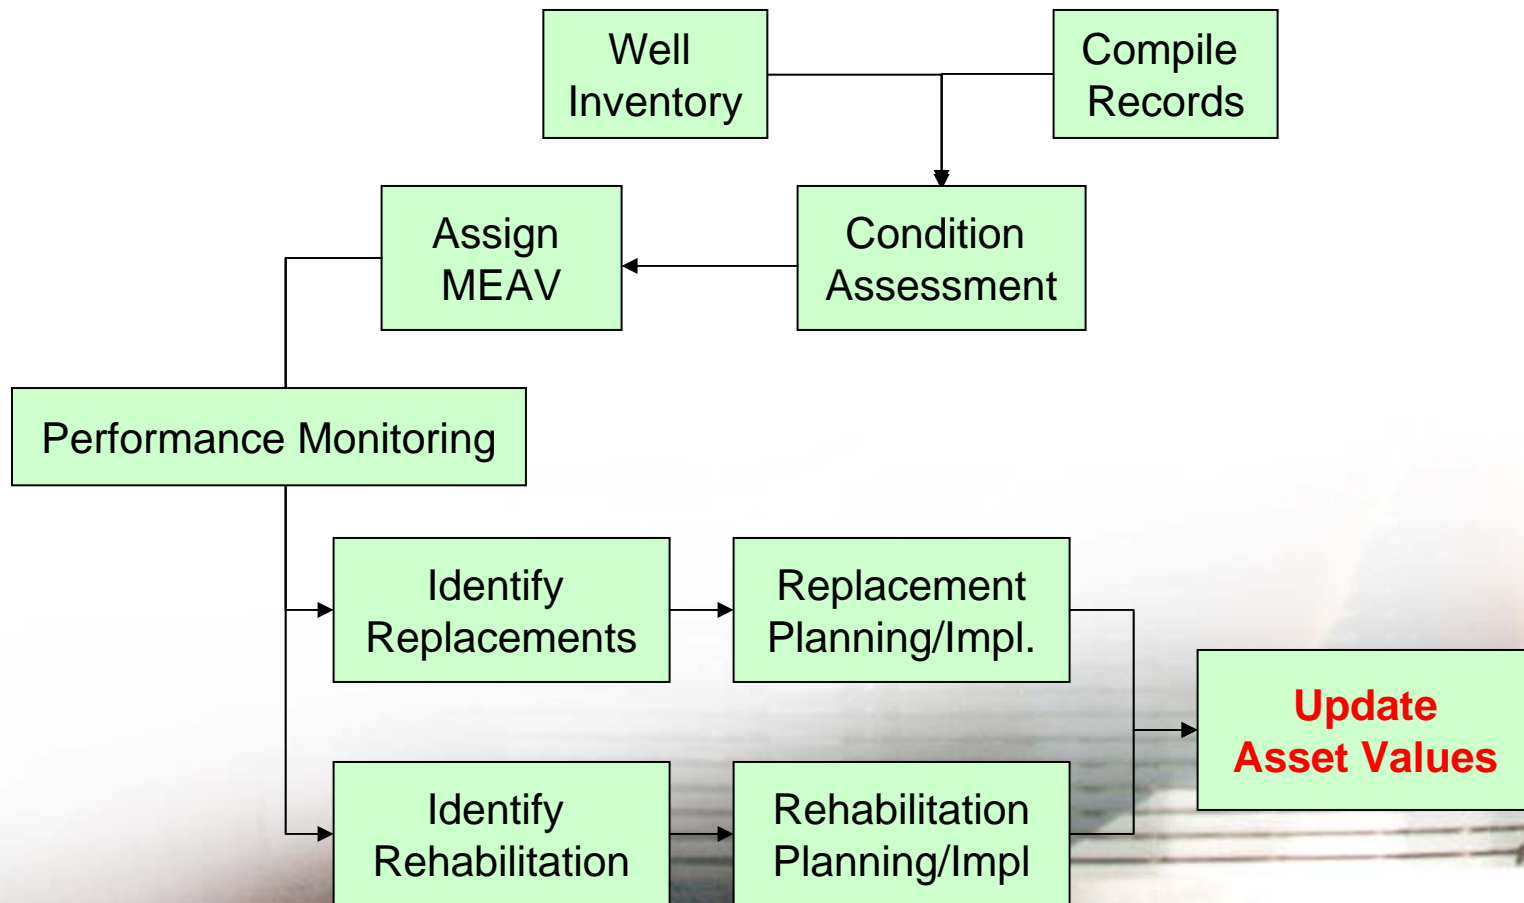 Well
Inventory
Compile
Records
Assign
MEAV
Condition
Assessment
Performance Monitoring
Identify
Replacements
Replacement
Planning/Impl.
Update
Asset Values
Identify
Rehabilitation
Rehabilitation
Planning/Impl